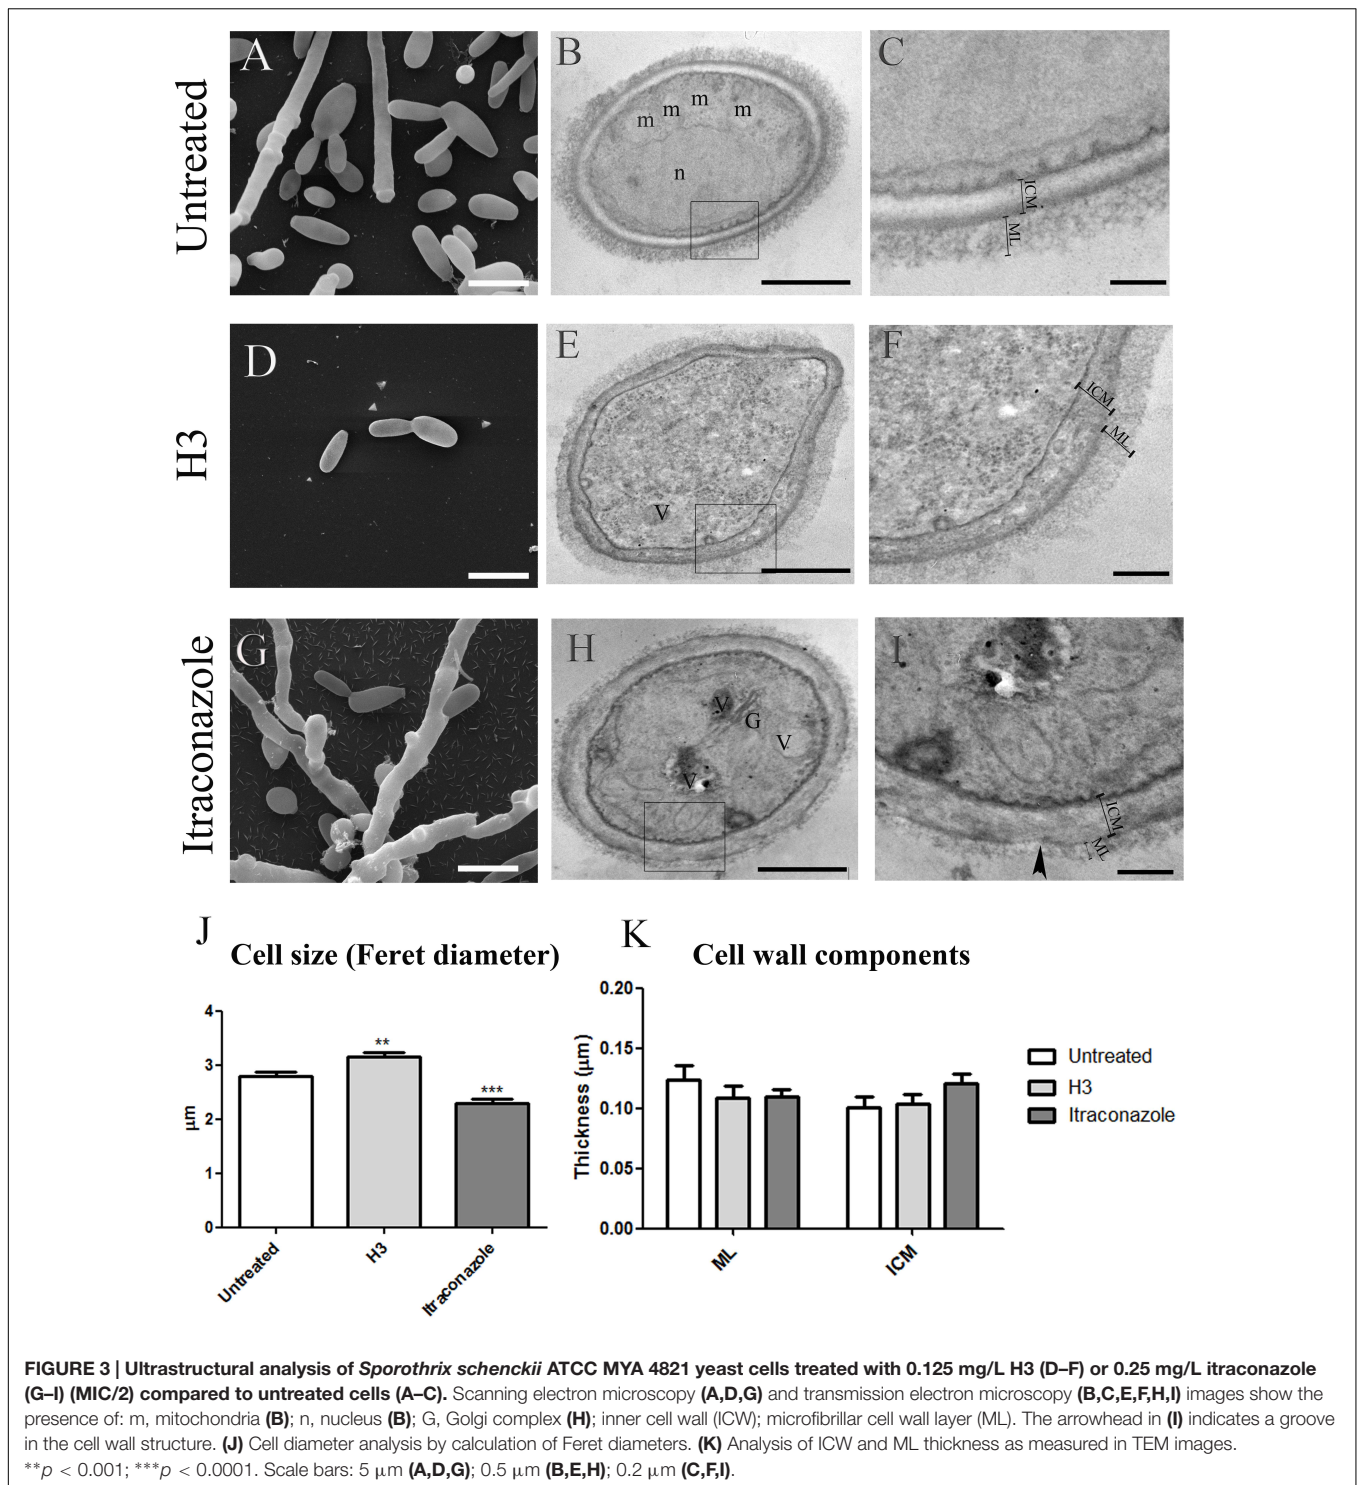 Untreated
A
B
m
m
m
m
n
C
ICM
ML
H3
D
E
V
F
ICM
ML
Itraconazole
G
H
V
G
V
V
I
ICM
ML
J
Cell size (Feret diameter)
4
3
2
1
0
µm
**
***
Untreated
H3
Itraconazole
K
Cell wall components
0.20
0.15
0.10
0.05
0.00
Thickness (µm)
ML
ICM
Untreated
H3
Itraconazole
FIGURE 3 | Ultrastructural analysis of Sporothrix schenckii ATCC MYA 4821 yeast cells treated with 0.125 mg/L H3 (D–F) or 0.25 mg/L itraconazole
(G–I) (MIC/2) compared to untreated cells (A–C). Scanning electron microscopy (A,D,G) and transmission electron microscopy (B,C,E,F,H,I) images show the
presence of: m, mitochondria (B); n, nucleus (B); G, Golgi complex (H); inner cell wall (ICW); microfibrillar cell wall layer (ML). The arrowhead in (I) indicates a groove
in the cell wall structure. (J) Cell diameter analysis by calculation of Feret diameters. (K) Analysis of ICW and ML thickness as measured in TEM images.
**p < 0.001; ***p < 0.0001. Scale bars: 5 µm (A,D,G); 0.5 µm (B,E,H); 0.2 µm (C,F,I).